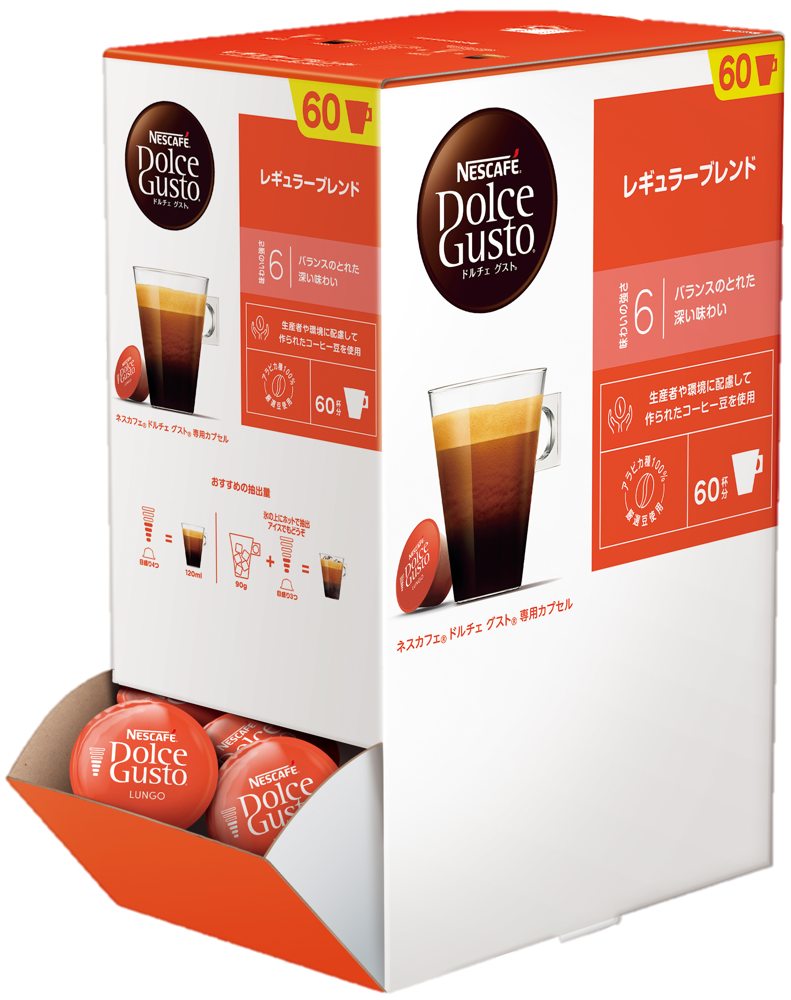 60
NESCAFÉ®
Dolce
Gusto®
ドルチェ グスト®
レギュラーブレンド
味わいの強さ
6
バランスのとれた
深い味わい
生産者や環境に配慮して
作られたコーヒー豆を使用
アラビカ種100%
厳選豆使用
60杯分
NESCAFÉ
Dolce
Gusto
LUNGO
ネスカフェ® ドルチェ グスト® 専用カプセル
おすすめの抽出量
目盛り4つ
=
120ml
氷の上にホットで抽出
アイスでもどうぞ
90g
+
目盛り3つ
=
NESCAFÉ®
Dolce
Gusto®
LUNGO
NESCAFÉ
Dolce
NESCAFÉ®
Dolce
Gust
60
NESCAFÉ®
Dolce
Gusto®
ドルチェ グスト®
レギュラーブレンド
味わいの強さ
6
バランスのとれた
深い味わい
生産者や環境に配慮して
作られたコーヒー豆を使用
アラビカ種100%
厳選豆使用
60杯分
NESCAFÉ
Dolce
Gusto
LUNGO
ネスカフェ® ドルチェ グスト® 専用カプセル